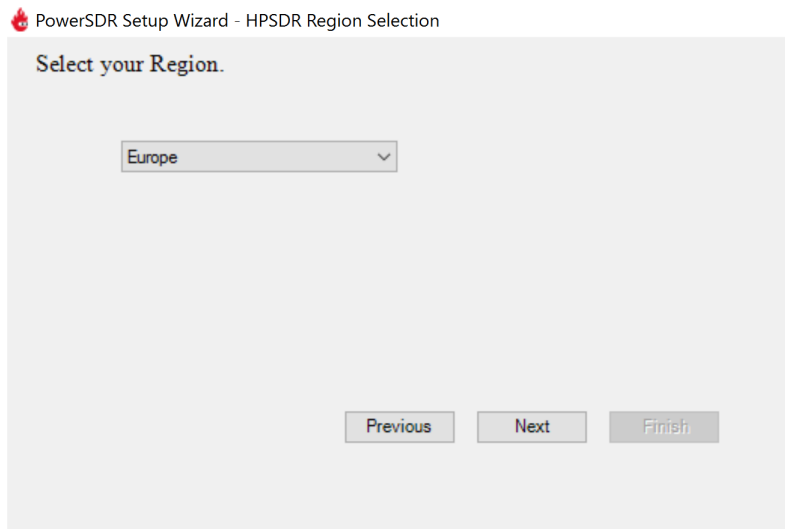 PowerSDR Setup Wizard - HPSDR Region Selection
Select your Region.
Europe
Previous Next Finish